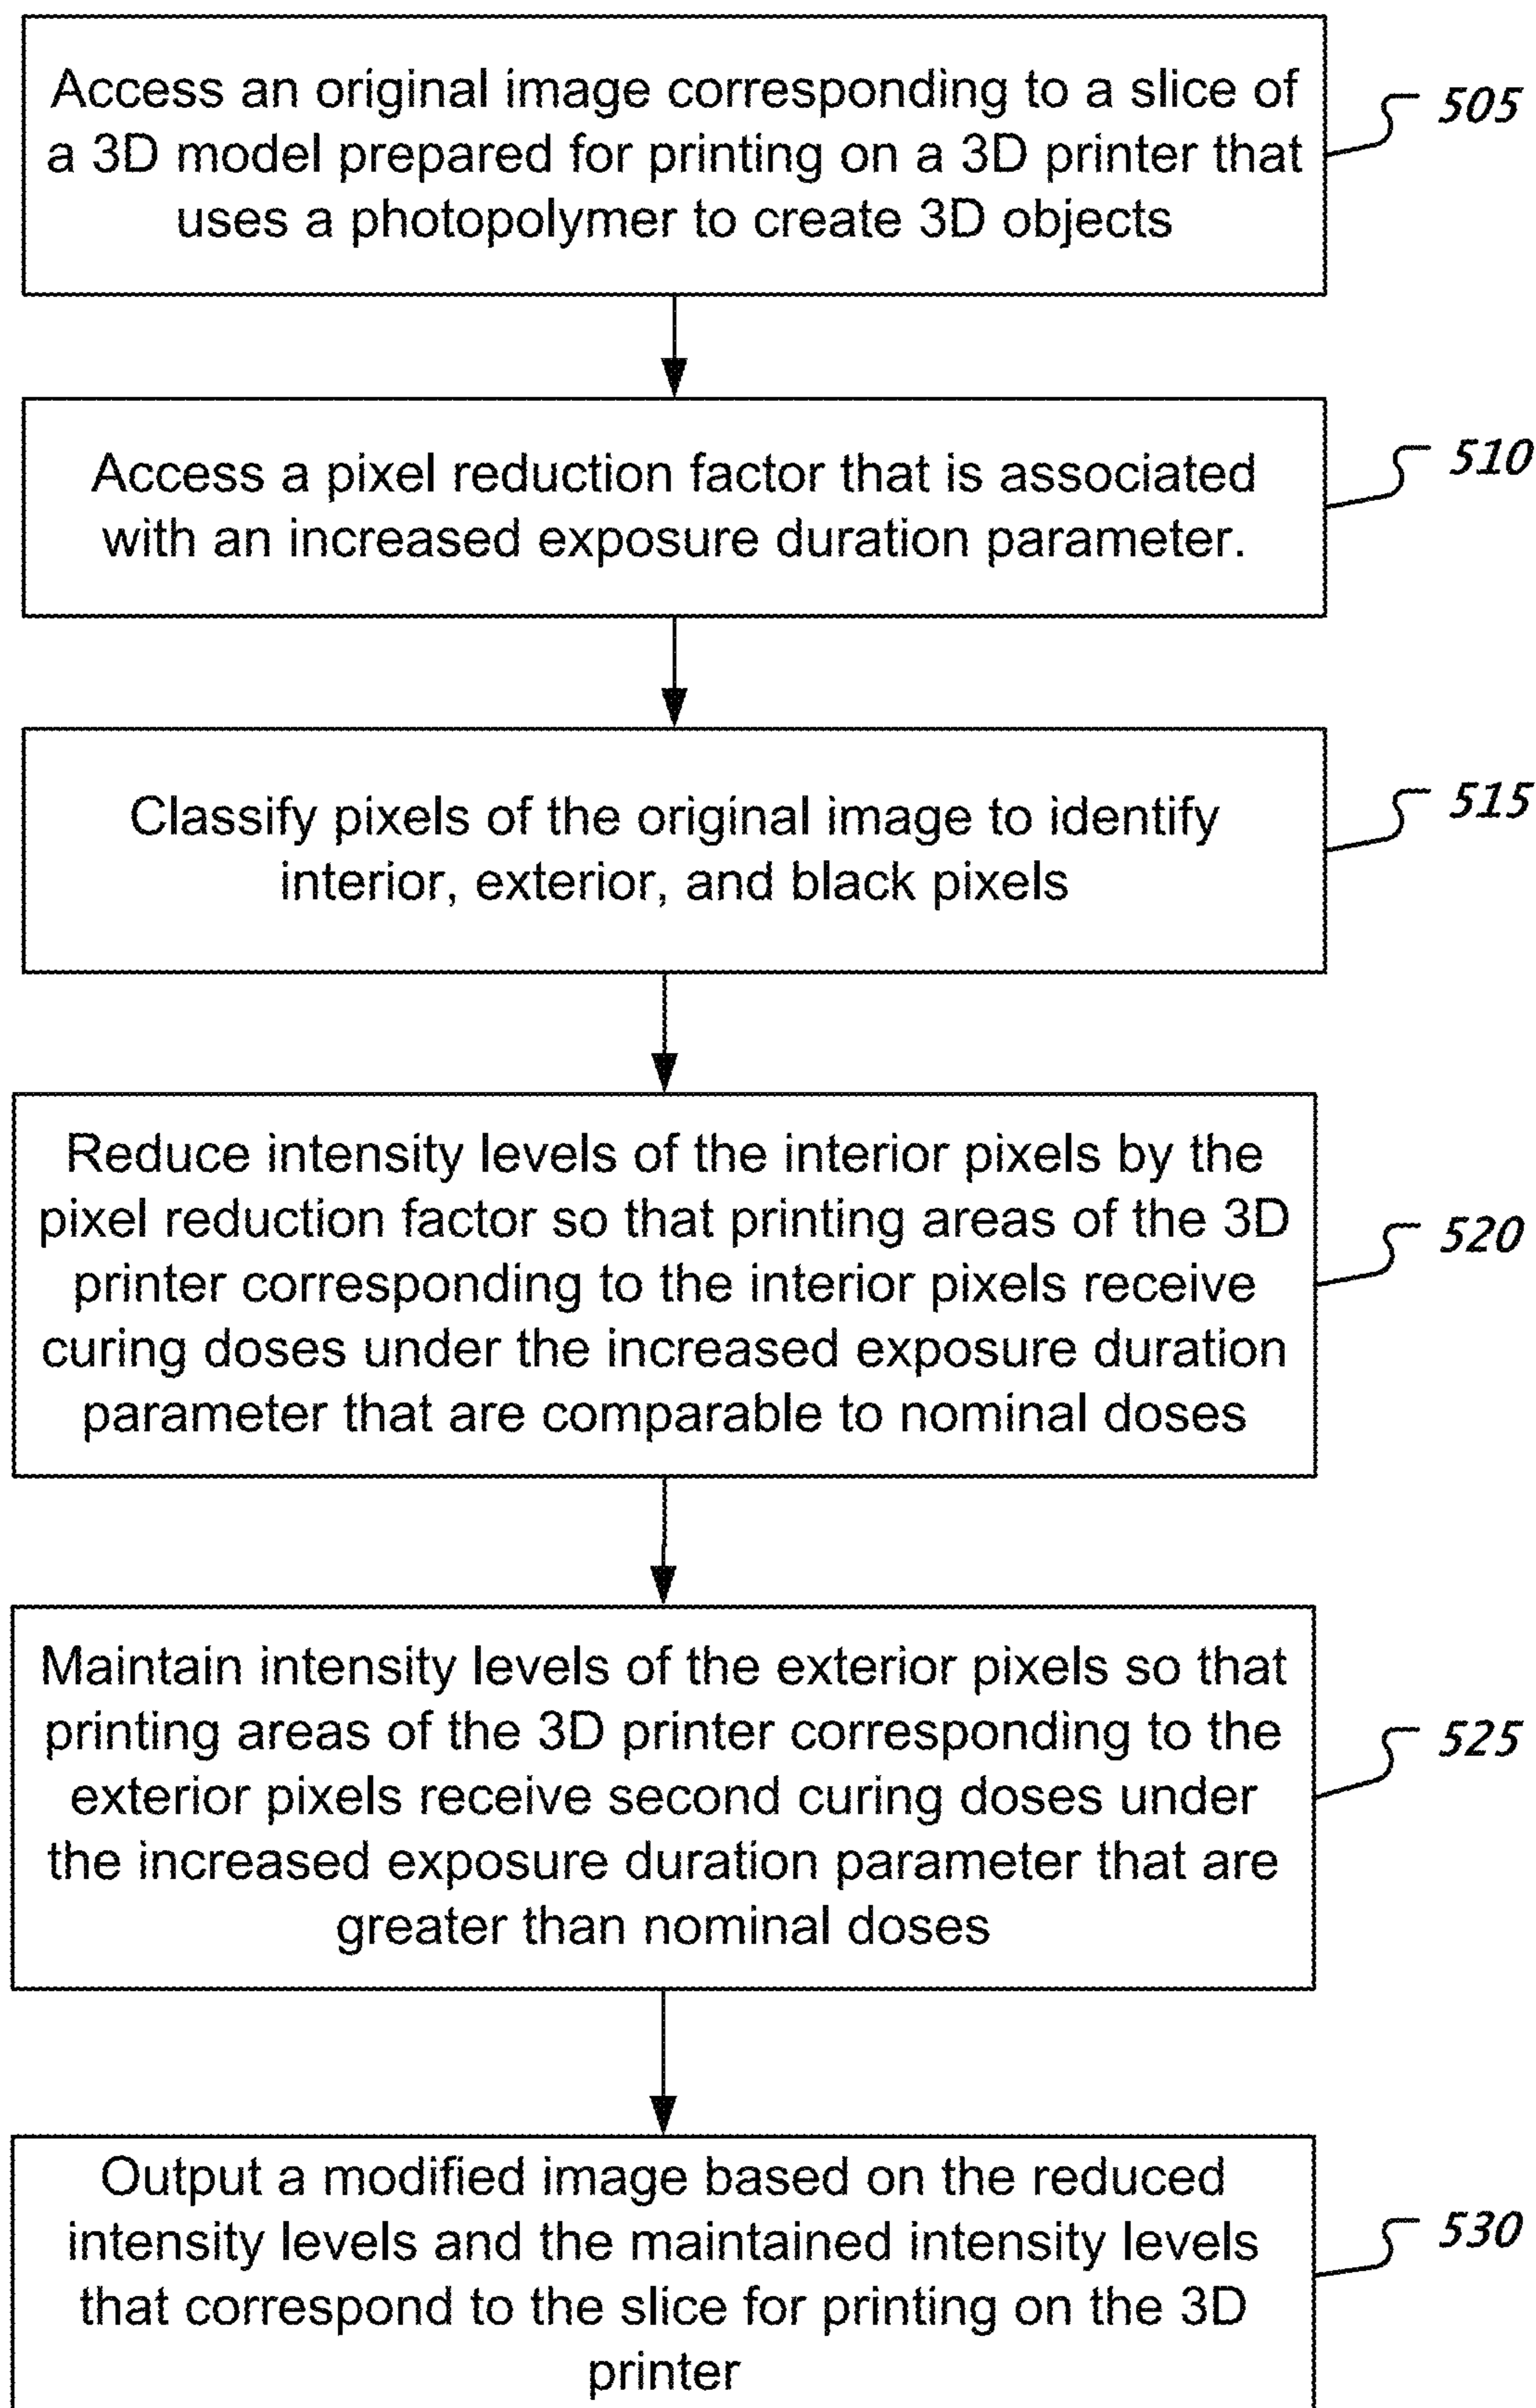 Access an original image corresponding to a slice of
a 3D model prepared for printing on a 3D printer that
uses a photopolymer to create 3D objects
505
Access a pixel reduction factor that is associated
with an increased exposure duration parameter.
510
Classify pixels of the original image to identify
interior, exterior, and black pixels
515
Reduce intensity levels of the interior pixels by the
pixel reduction factor so that printing areas of the 3D
printer corresponding to the interior pixels receive
curing doses under the increased exposure duration
parameter that are comparable to nominal doses
520
Maintain intensity levels of the exterior pixels so that
printing areas of the 3D printer corresponding to the
exterior pixels receive second curing doses under
the increased exposure duration parameter that are
greater than nominal doses
525
Output a modified image based on the reduced
intensity levels and the maintained intensity levels
that correspond to the slice for printing on the 3D
printer
530